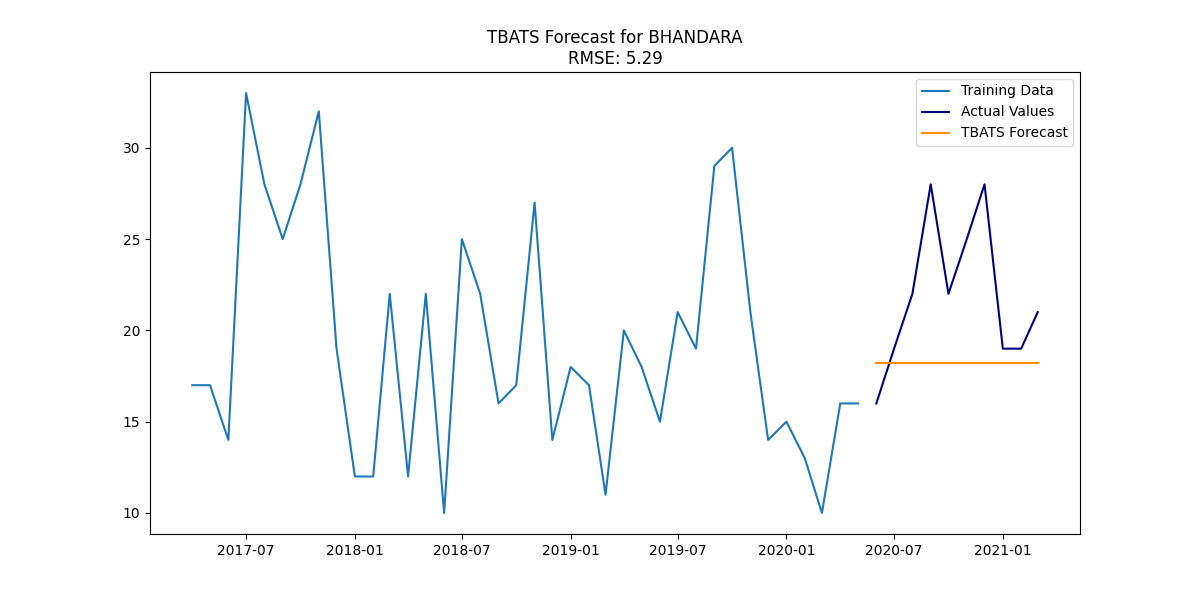 TBATS Forecast for BHANDARA
RMSE: 5.29
Training Data
Actual Values
TBATS Forecast
30
25
20
15
10
2017-07
2018-01
2018-07
2019-01
2019-07
2020-01
2020-07
2021-01